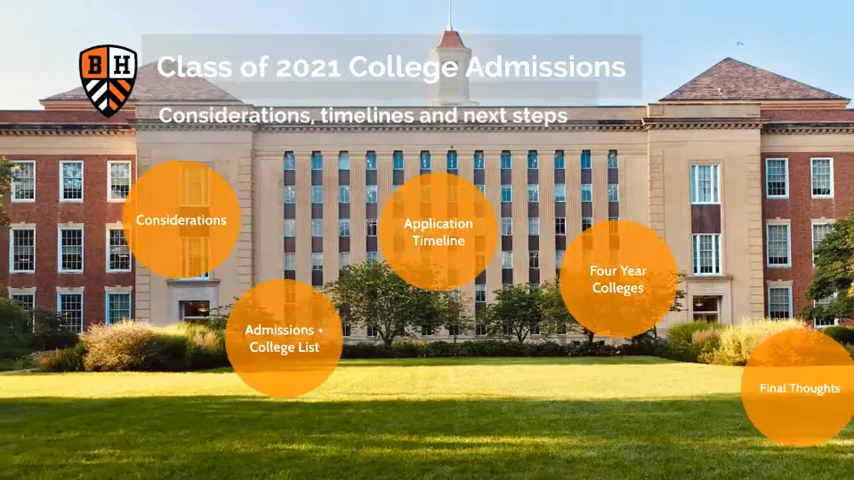 BH
Class of 2021 College Admissions
Considerations, timelines and next steps
Considerations
Application
Timeline
Four Year
Colleges
Admissions +
College List
Final Thoughts